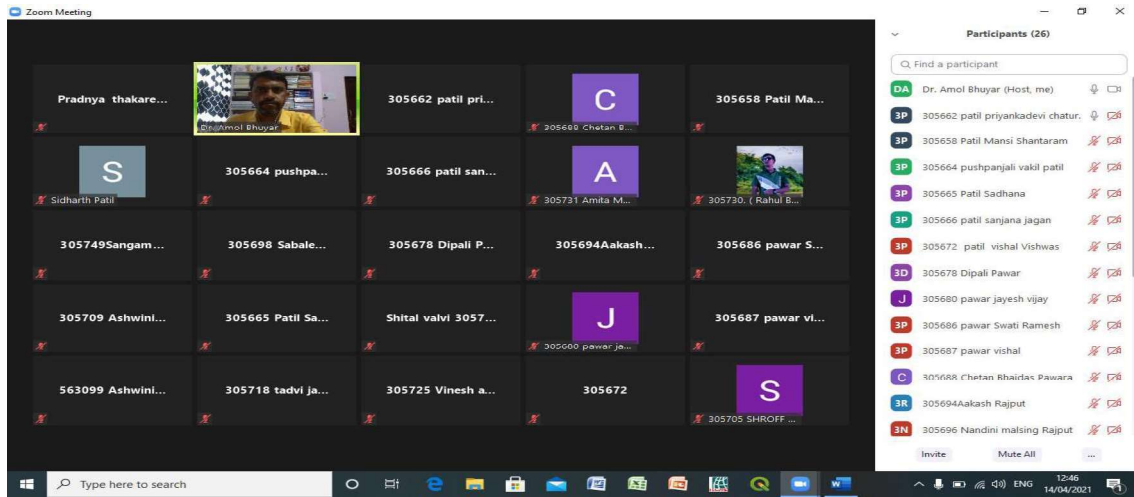 Zoom Meeting
Pradnya thakare...
Dr. Amol Bhuyar
305662 patil pri...
C
305688 Chetan B...
305658 Patil Ma...
S
Sidharth Patil
305664 pushpa...
305666 patil san...
A
305731 Amita M...
305730. ( Rahul B...
305749Sangam...
305698 Sabale...
305678 Dipali P...
305694Aakash...
305686 pawar S...
305709 Ashwini...
305665 Patil Sa...
Shital valvi 3057...
J
305680 pawar ja...
305687 pawar vi...
563099 Ashwini...
305718 tadvi ja...
305725 Vinesh a...
305672
S
305705 SHROFF ...
Participants (26)
Find a participant
DA Dr. Amol Bhuyar (Host, me)
3P 305662 patil priyankadevi chatur.
3P 305658 Patil Mansi Shantaram
3P 305664 pushpanjali vakil patil
3P 305665 Patil Sadhana
3P 305666 patil sanjana jagan
3P 305672 patil vishal Vishwas
3D 305678 Dipali Pawar
J 305680 pawar jayesh vijay
3P 305686 pawar Swati Ramesh
3P 305687 pawar vishal
C 305688 Chetan Bhaidas Pawara
3R 305694Aakash Rajput
3N 305696 Nandini malsing Rajput
Invite Mute All ...
Type here to search
ENG
12:46
14/04/2021